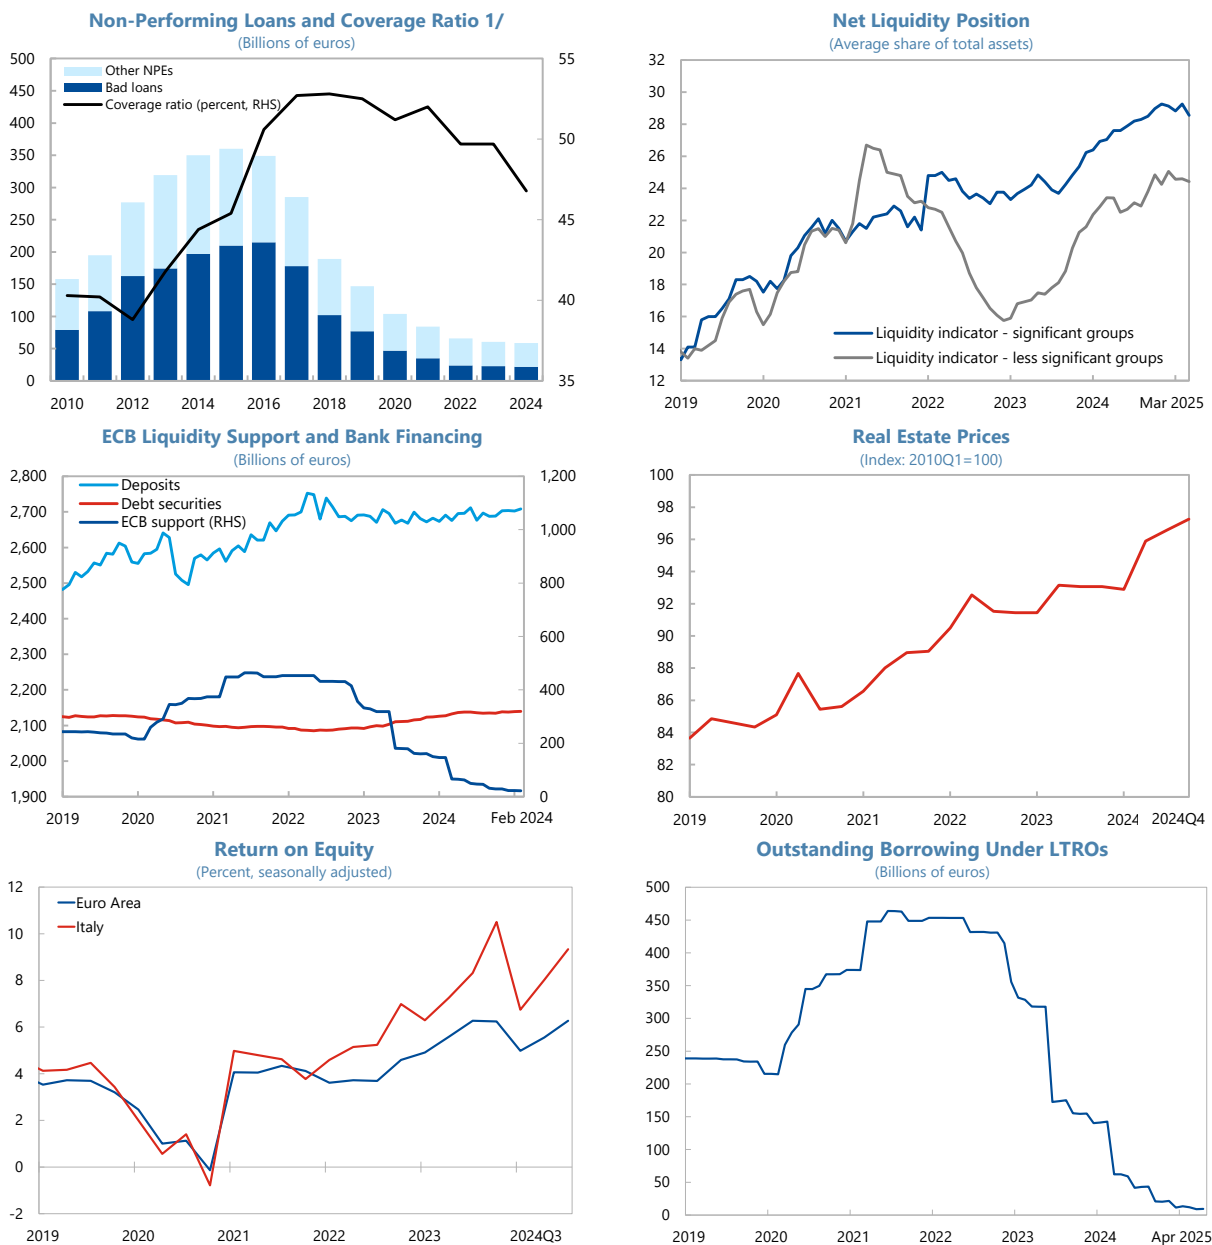 Non-Performing Loans and Coverage Ratio 1/
(Billions of euros)
500
450
400
350
300
250
200
150
100
50
0
55
50
45
40
35
Other NPEs
Bad loans
Coverage ratio (percent, RHS)
2010 2012 2014 2016 2018 2020 2022 2024
Net Liquidity Position
(Average share of total assets)
32
30
28
26
24
22
20
18
16
14
12
Liquidity indicator - significant groups
Liquidity indicator - less significant groups
2019 2020 2021 2022 2023 2024 Mar 2025
ECB Liquidity Support and Bank Financing
(Billions of euros)
2,800
2,700
2,600
2,500
2,400
2,300
2,200
2,100
2,000
1,900
1,200
1,000
800
600
400
200
0
Deposits
Debt securities
ECB support (RHS)
2019 2020 2021 2022 2023 2024 Feb 2024
Real Estate Prices
(Index: 2010Q1=100)
100
98
96
94
92
90
88
86
84
82
80
2019 2020 2021 2022 2023 2024 2024Q4
Return on Equity
(Percent, seasonally adjusted)
12
10
8
6
4
2
0
-2
Euro Area
Italy
2019 2020 2021 2022 2023 2024Q3
Outstanding Borrowing Under LTROs
(Billions of euros)
500
450
400
350
300
250
200
150
100
50
0
2019 2020 2021 2022 2023 2024 Apr 2025